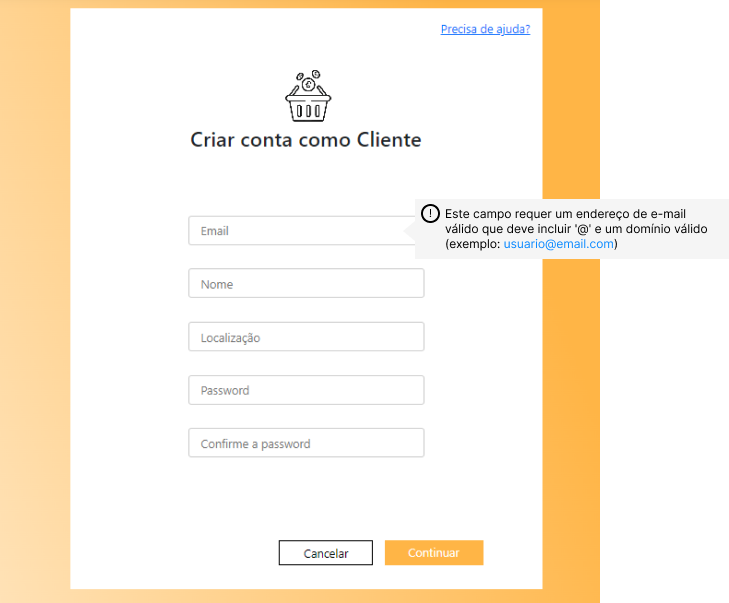 Precisa de ajuda?
Criar conta como Cliente
Email
! Este campo requer um endereço de e-mail
válido que deve incluir '@' e um domínio válido
(exemplo: usuario@email.com)
Nome
Localização
Password
Confirme a password
Cancelar
Continuar